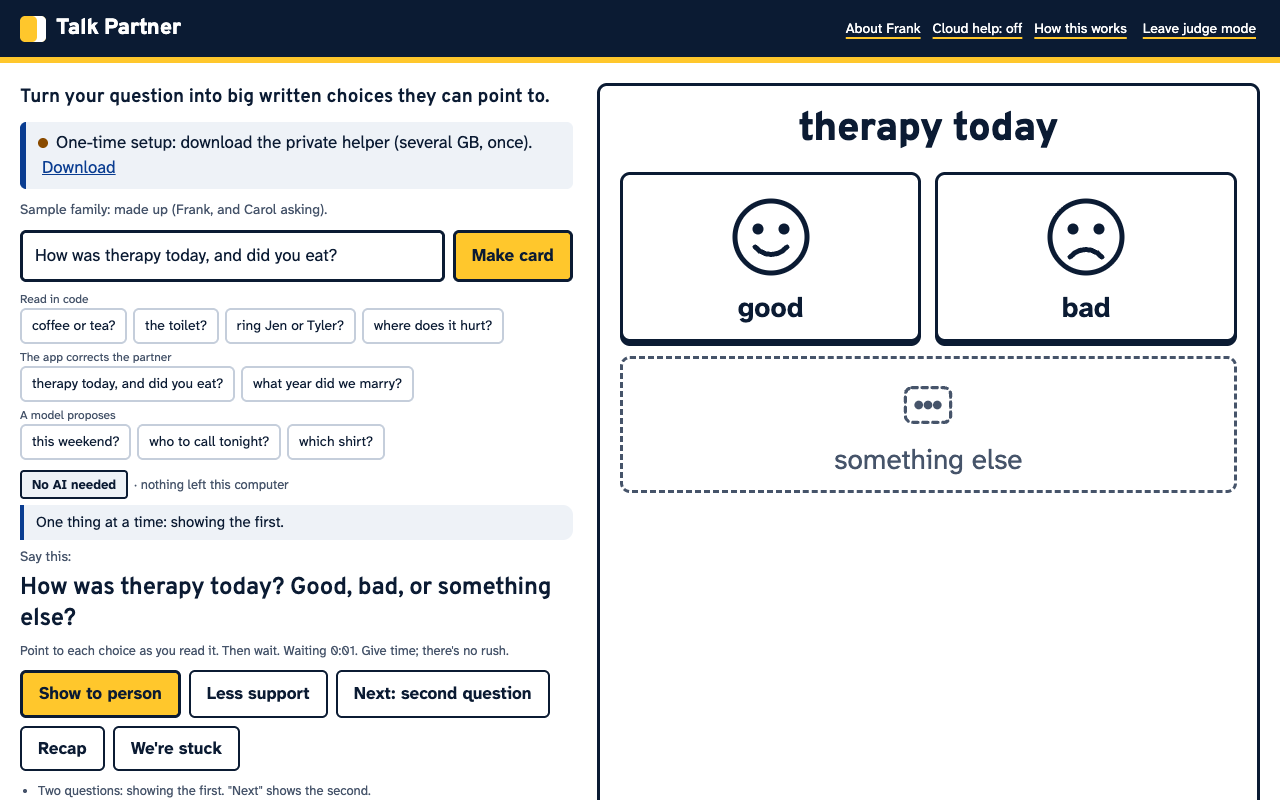 Talk Partner
About Frank
Cloud help: off
How this works
Leave judge mode
Turn your question into big written choices they can point to.
One-time setup: download the private helper (several GB, once).
Download
Sample family: made up (Frank, and Carol asking).
How was therapy today, and did you eat?
Make card
Read in code
coffee or tea?
the toilet?
ring Jen or Tyler?
where does it hurt?
The app corrects the partner
therapy today, and did you eat?
what year did we marry?
A model proposes
this weekend?
who to call tonight?
which shirt?
No AI needed
· nothing left this computer
One thing at a time: showing the first.
Say this:
How was therapy today? Good, bad, or something
else?
Point to each choice as you read it. Then wait. Waiting 0:01. Give time; there's no rush.
Show to person
Less support
Next: second question
Recap
We're stuck
• Two questions: showing the first. "Next" shows the second.
therapy today
good
bad
something else